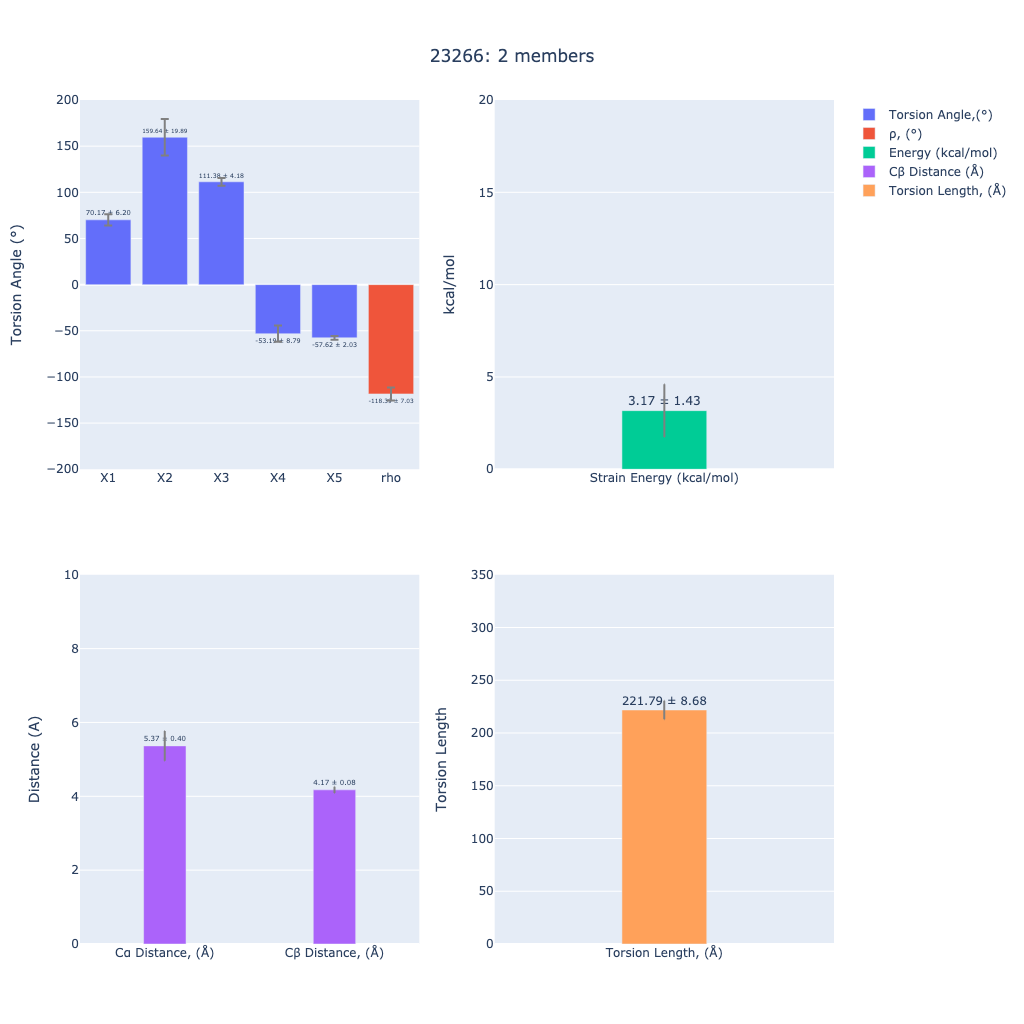 23266: 2 members
Torsion Angle (°)
200
150
100
50
0
−50
−100
−150
−200
70.17 ± 6.20
159.64 ± 19.89
111.38 ± 4.18
-53.19 ± 8.79
-57.62 ± 2.03
± 7.03
X1 X2 X3 X4 X5 rho
kcal/mol
20
15
10
5
0
3.17 ± 1.43
Strain Energy (kcal/mol)
Torsion Angle,(°)
ρ, (°)
Energy (kcal/mol)
Cβ Distance (Å)
Torsion Length, (Å)
Distance (A)
10
8
6
4
2
0
5.37 ± 0.40
4.17 ± 0.08
Cα Distance, (Å) Cβ Distance, (Å)
Torsion Length
350
300
250
200
150
100
50
0
221.79 ± 8.68
Torsion Length, (Å)